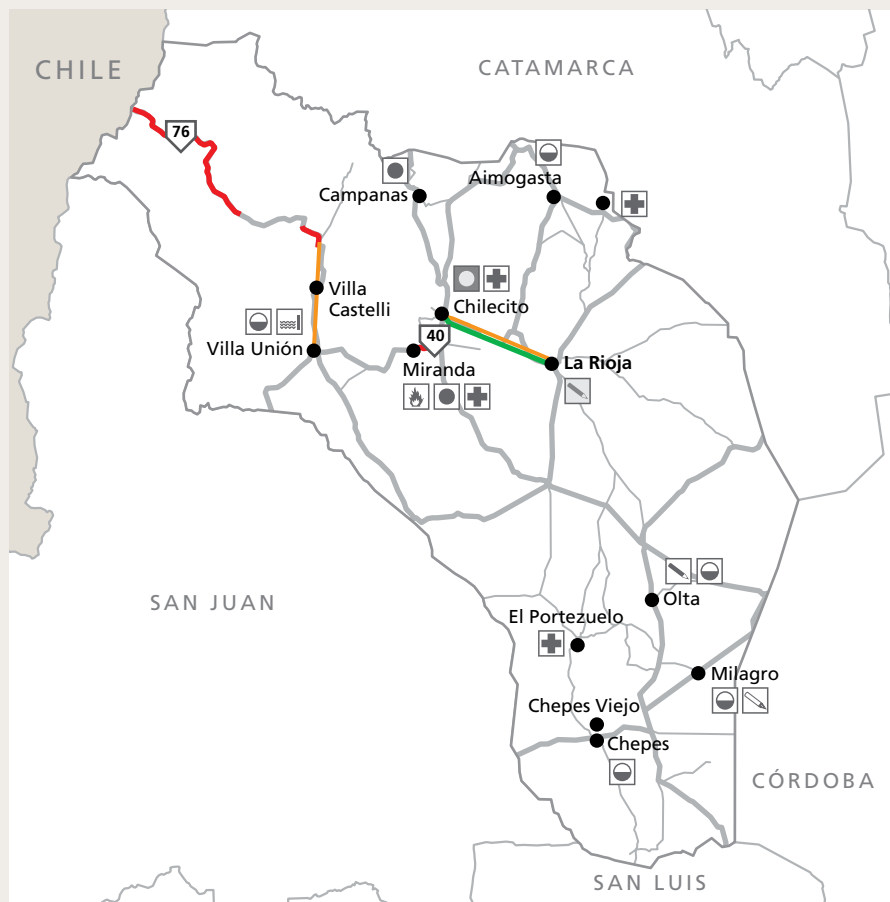 CHILE
CATAMARCA
76
Aimogasta
Campanas
Villa
Castelli
Chilecito
40
Villa Unión
Miranda
La Rioja
SAN JUAN
Olta
El Portezuelo
Milagro
Chepes Viejo
Chepes
CÓRDOBA
SAN LUIS